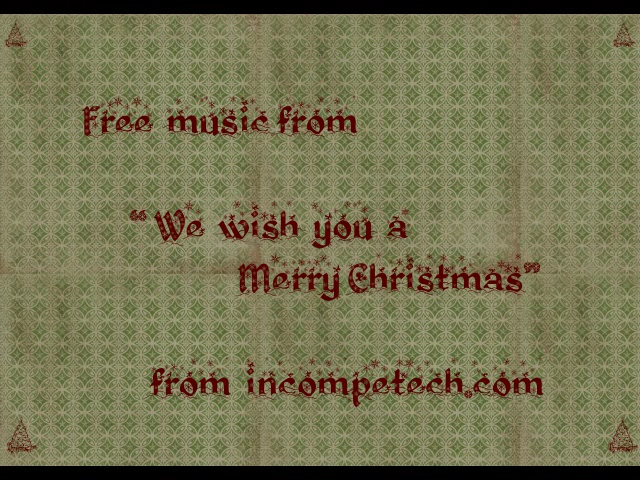 Free music from
"We wish you a
Merry Christmas"
from incompetech.com